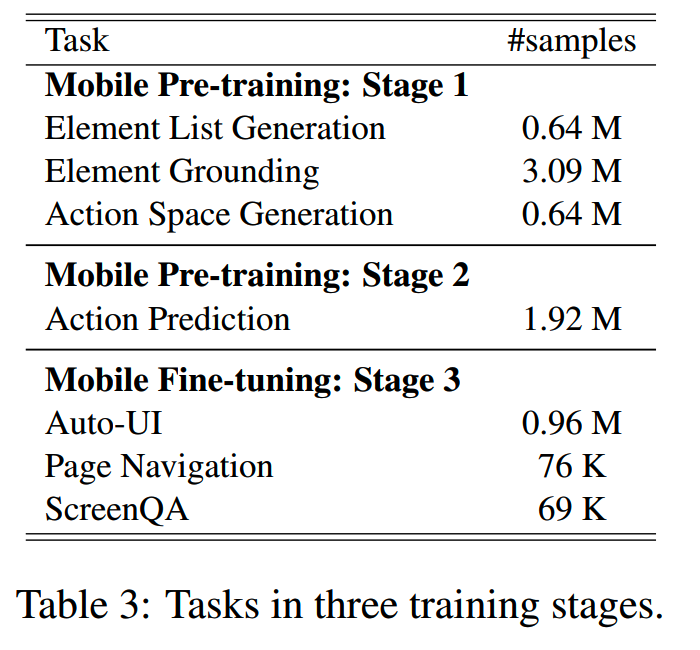 Task #samples
Mobile Pre-training: Stage 1
Element List Generation 0.64 M
Element Grounding 3.09 M
Action Space Generation 0.64 M
Mobile Pre-training: Stage 2
Action Prediction 1.92 M
Mobile Fine-tuning: Stage 3
Auto-UI 0.96 M
Page Navigation 76 K
ScreenQA 69 K
Table 3: Tasks in three training stages.